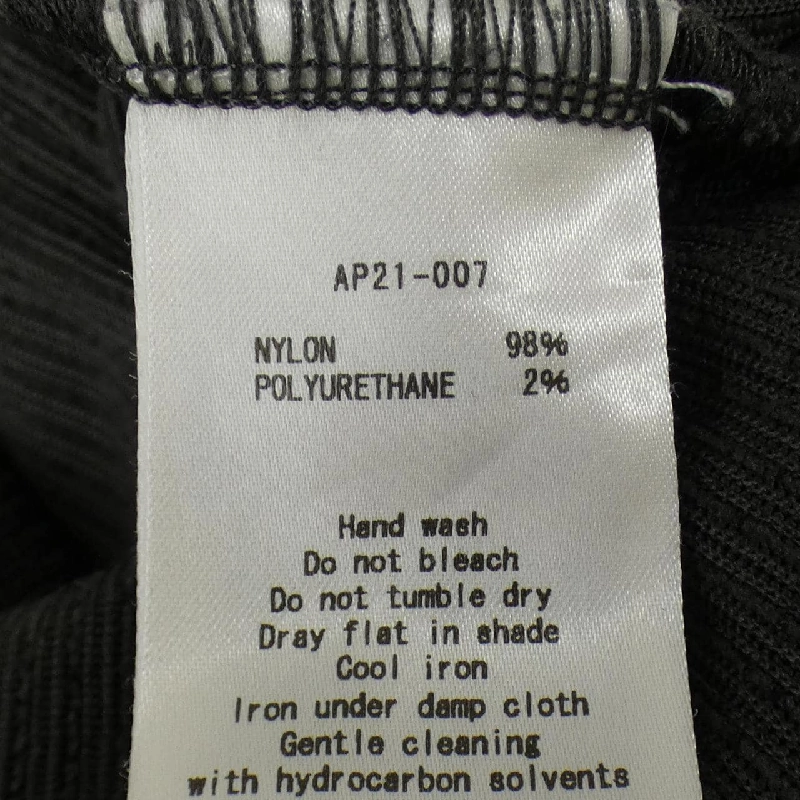 AP21-007
NYLON 98%
POLYURETHANE 2%
Hand wash
Do not bleach
Do not tumble dry
Dray flat in shade
Cool iron
Iron under damp cloth
Gentle cleaning
with hydrocarbon solvents